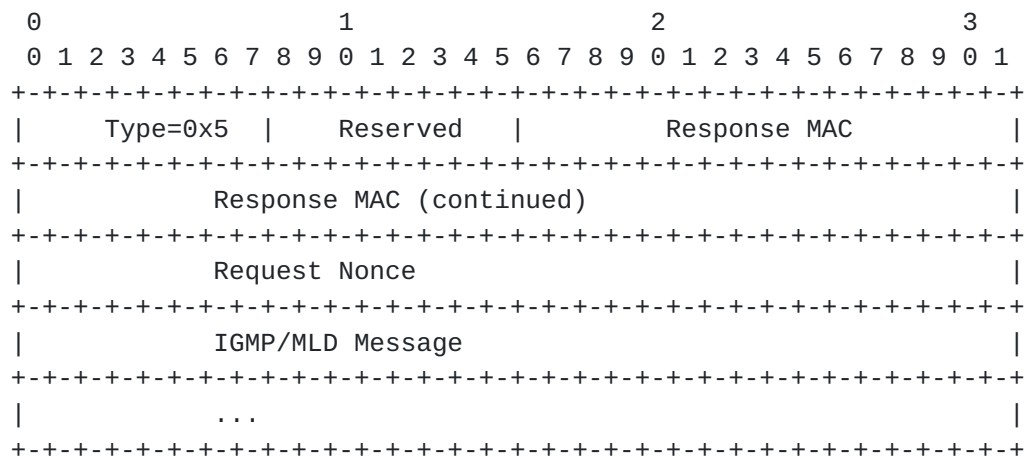 0                   1                   2                   3
 0 1 2 3 4 5 6 7 8 9 0 1 2 3 4 5 6 7 8 9 0 1 2 3 4 5 6 7 8 9 0 1
+-+-+-+-+-+-+-+-+-+-+-+-+-+-+-+-+-+-+-+-+-+-+-+-+-+-+-+-+-+-+-+-+
|     Type=0x5  |    Reserved   |         Response MAC          |
+-+-+-+-+-+-+-+-+-+-+-+-+-+-+-+-+-+-+-+-+-+-+-+-+-+-+-+-+-+-+-+-+
|            Response MAC (continued)                           |
+-+-+-+-+-+-+-+-+-+-+-+-+-+-+-+-+-+-+-+-+-+-+-+-+-+-+-+-+-+-+-+-+
|            Request Nonce                                      |
+-+-+-+-+-+-+-+-+-+-+-+-+-+-+-+-+-+-+-+-+-+-+-+-+-+-+-+-+-+-+-+-+
|            IGMP/MLD Message                                   |
+-+-+-+-+-+-+-+-+-+-+-+-+-+-+-+-+-+-+-+-+-+-+-+-+-+-+-+-+-+-+-+-+
|            ...                                                |
+-+-+-+-+-+-+-+-+-+-+-+-+-+-+-+-+-+-+-+-+-+-+-+-+-+-+-+-+-+-+-+-+